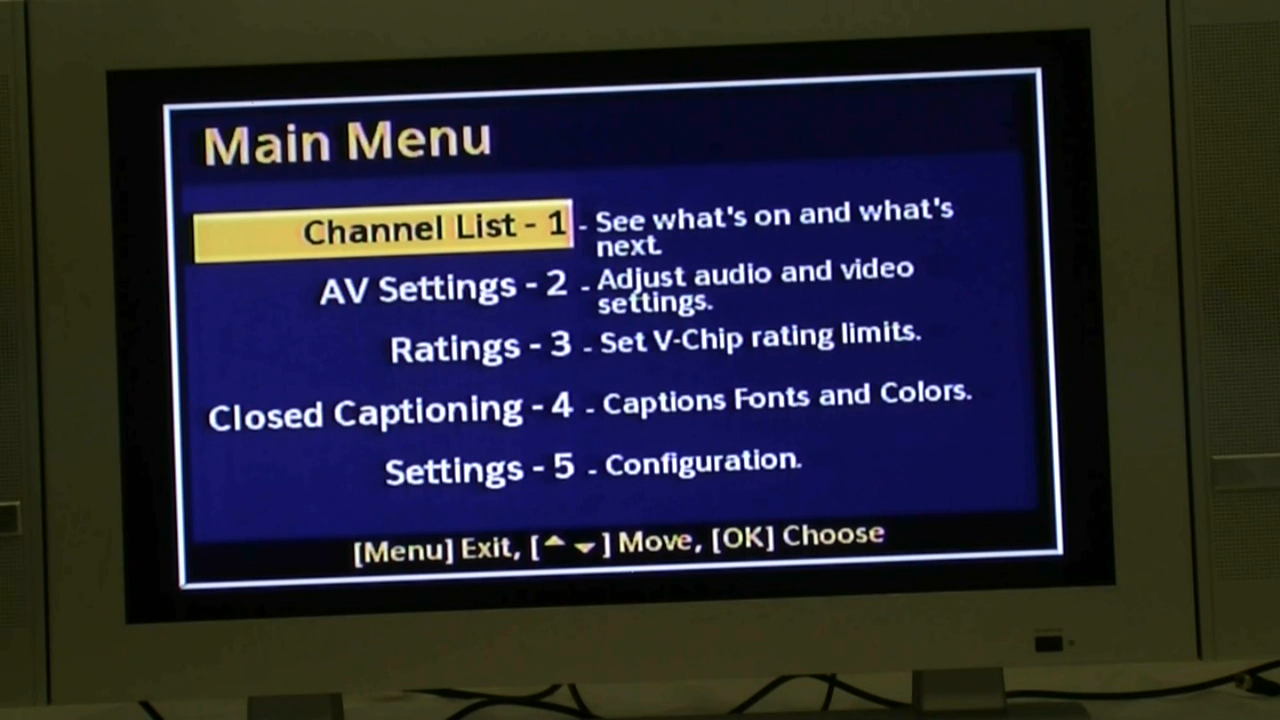 Main Menu
Channel List - 1 - See what's on and what's
next.
AV Settings - 2 - Adjust audio and video
settings.
Ratings - 3 - Set V-Chip rating limits.
Closed Captioning - 4 - Captions Fonts and Colors.
Settings - 5 - Configuration.
[Menu] Exit, [▲ ▼] Move, [OK] Choose